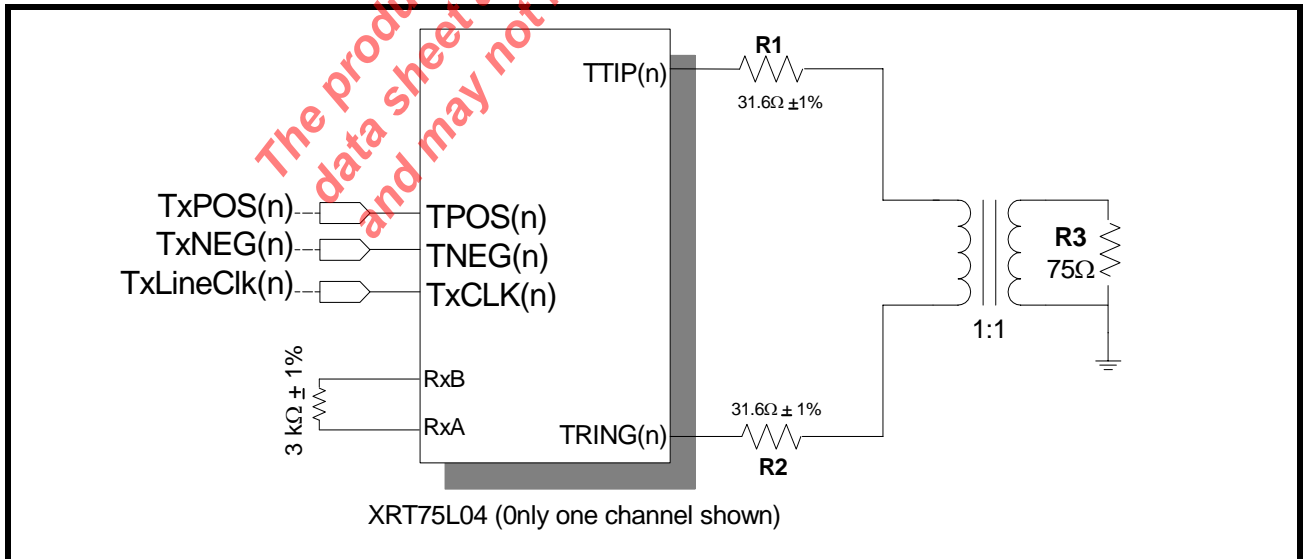 The produ
data sheet
and may not
R1
TTIP(n)
31.6Ω ±1%
TxPOS(n)
TPOS(n)
TxNEG(n)
TNEG(n)
TxLineClk(n)
TxCLK(n)
R3
75Ω
1:1
3 kΩ ± 1%
RxB
RxA
31.6Ω ± 1%
TRING(n)
R2
XRT75L04 (0nly one channel shown)